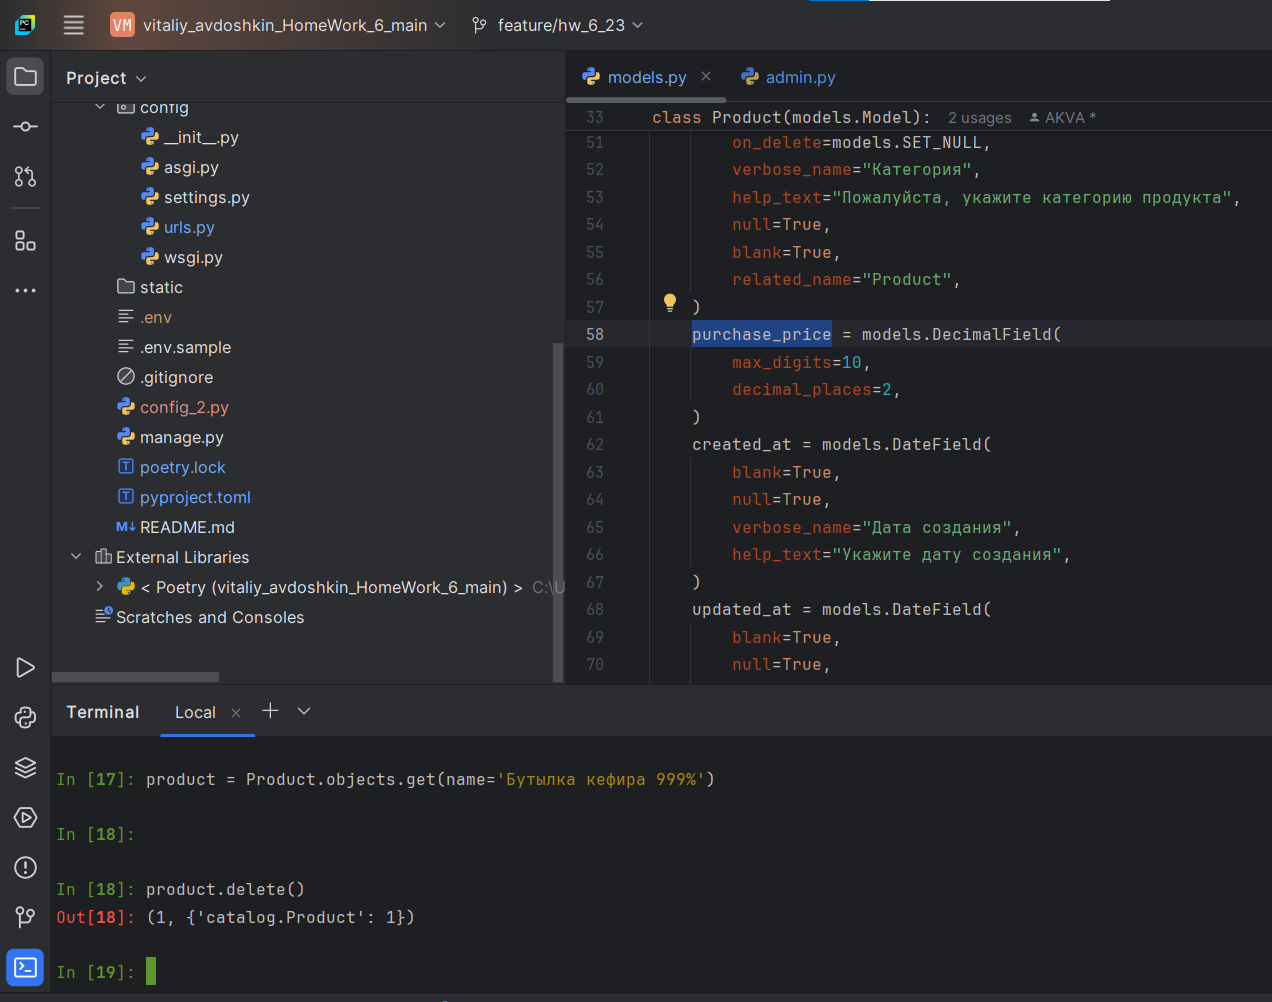 PC
VM vitaliy_avdoshkin_HomeWork_6_main feature/hw_6_23
Project
config
__init__.py
asgi.py
settings.py
urls.py
wsgi.py
static
.env
.env.sample
.gitignore
config_2.py
manage.py
poetry.lock
pyproject.toml
README.md
External Libraries
< Poetry (vitaliy_avdoshkin_HomeWork_6_main) > C:\U
Scratches and Consoles
models.py admin.py
33 class Product(models.Model): 2 usages AKVA *
51 on_delete=models.SET_NULL,
52 verbose_name="Категория",
53 help_text="Пожалуйста, укажите категорию продукта",
54 null=True,
55 blank=True,
56 related_name="Product",
57 )
58 purchase_price = models.DecimalField(
59 max_digits=10,
60 decimal_places=2,
61 )
62 created_at = models.DateField(
63 blank=True,
64 null=True,
65 verbose_name="Дата создания",
66 help_text="Укажите дату создания",
67 )
68 updated_at = models.DateField(
69 blank=True,
70 null=True,
Terminal Local
In [17]: product = Product.objects.get(name='Бутылка кефира 999%')
In [18]:
In [18]: product.delete()
Out[18]: (1, {'catalog.Product': 1})
In [19]: